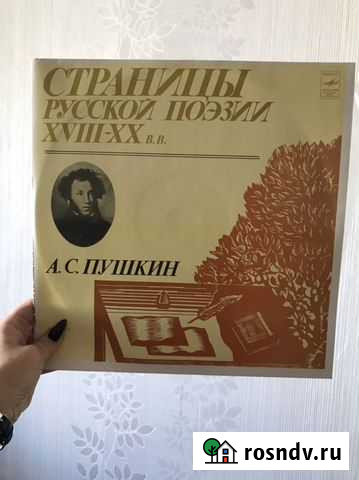 СТРАНИЦЫ
РУССКОЙ ПОЭЗИИ
XVIII-XX В.В.
А.С. ПУШКИН
rosndv.ru